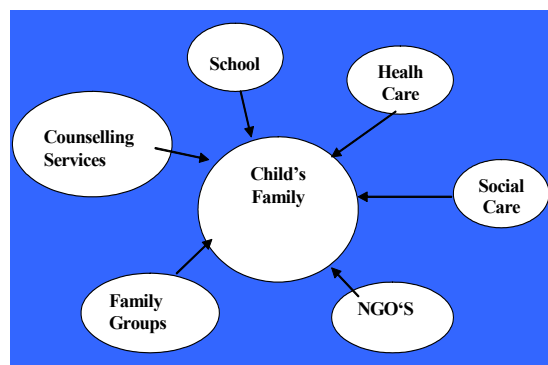 School
Healh
Care
Counselling
Services
Child's
Family
Social
Care
Family
Groups
NGO‘S